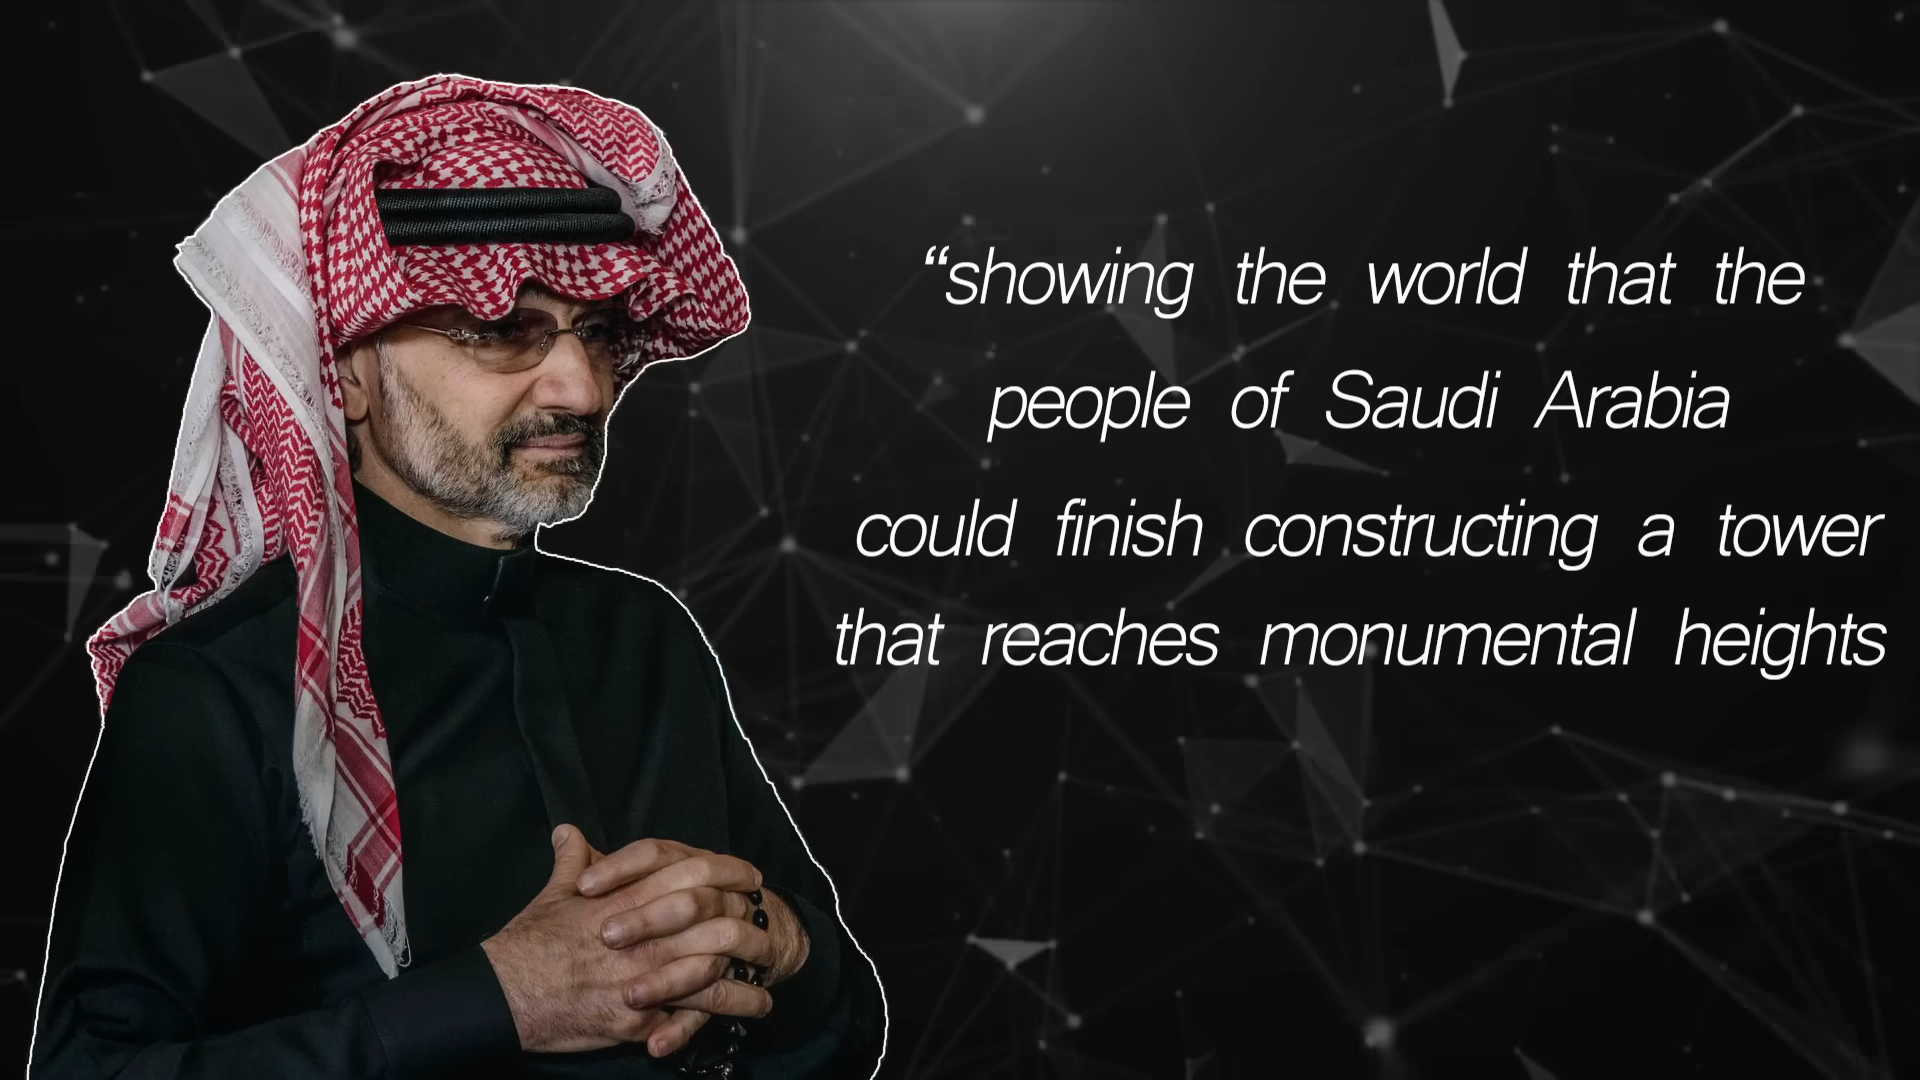 “showing the world that the
people of Saudi Arabia
could finish constructing a tower
that reaches monumental heights